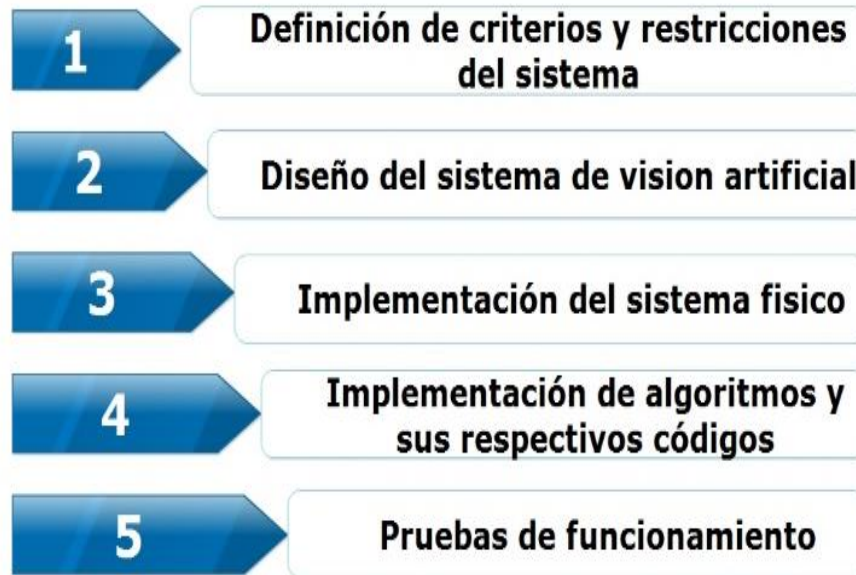 1
Definición de criterios y restricciones
del sistema
2
Diseño del sistema de vision artificial
3
Implementación del sistema fisico
4
Implementación de algoritmos y
sus respectivos códigos
5
Pruebas de funcionamiento